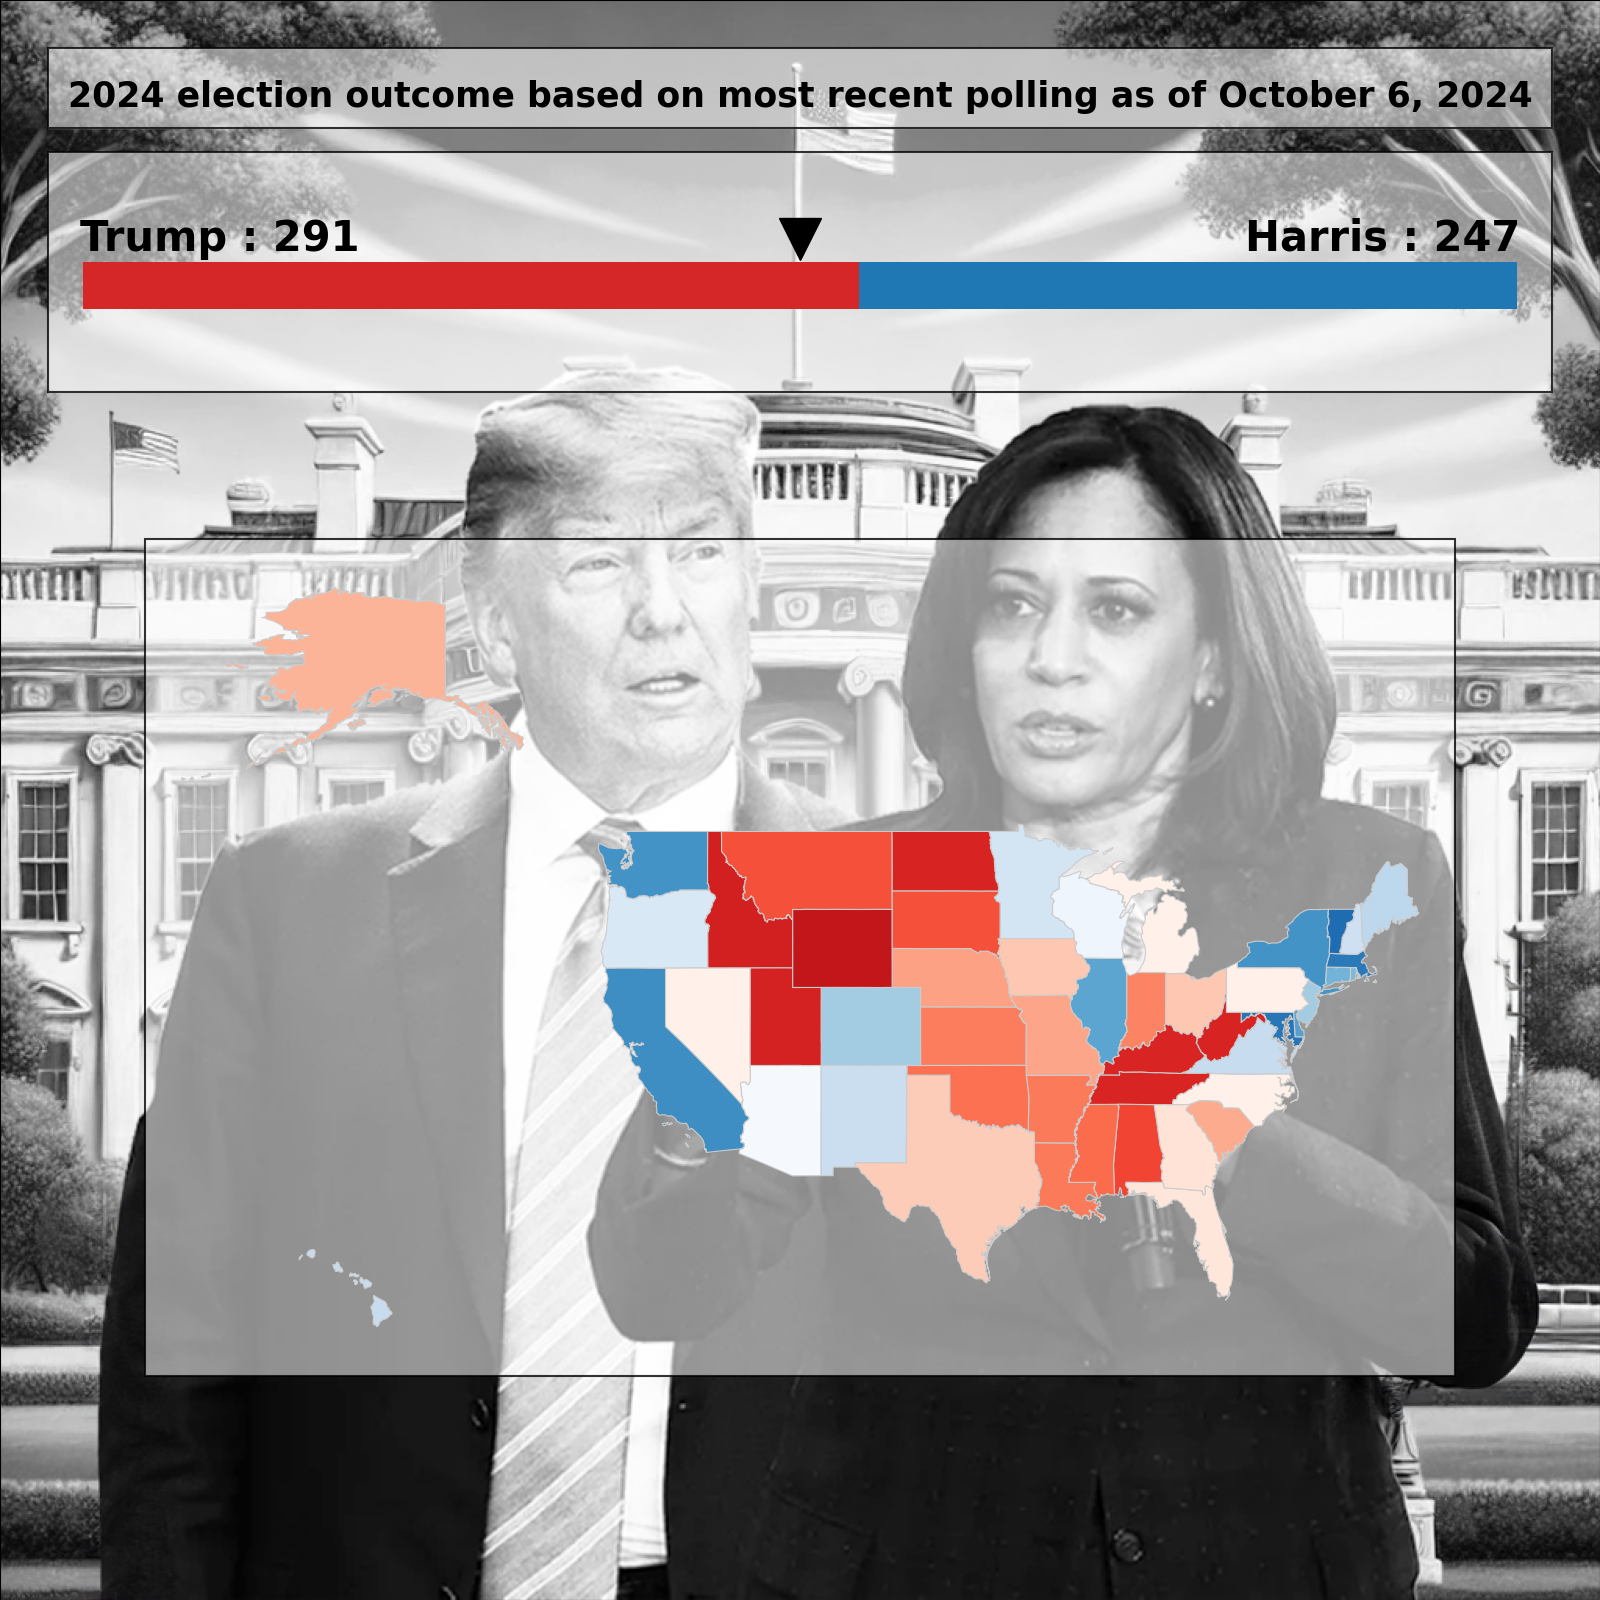 2024 election outcome based on most recent polling as of October 6, 2024
Trump : 291
Harris : 247